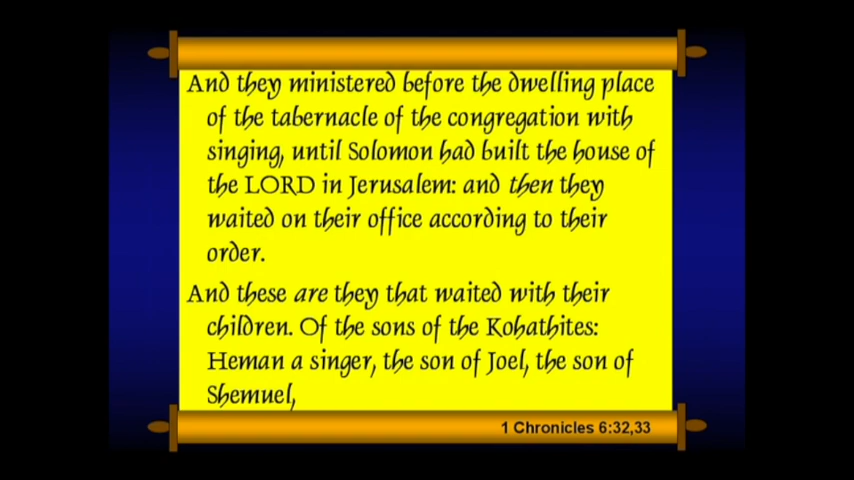 And they ministered before the dwelling place
of the tabernacle of the congregation with
singing, until Solomon had built the house of
the LORD in Jerusalem: and then they
waited on their office according to their
order.
And these are they that waited with their
children. Of the sons of the Kohathites:
Heman a singer, the son of Joel, the son of
Shemuel,
1 Chronicles 6:32,33